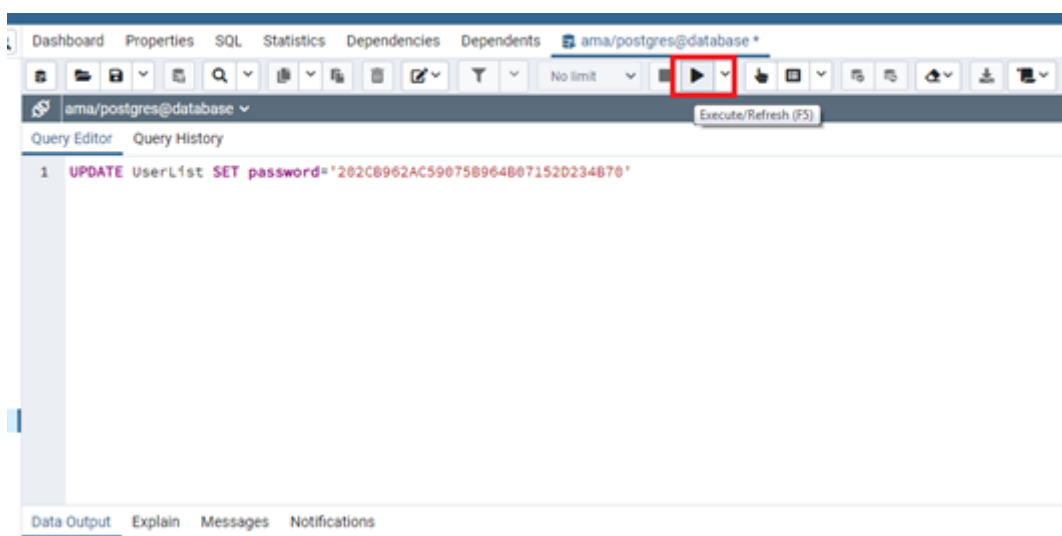 Dashboard Properties SQL Statistics Dependencies Dependents ama/postgres@database *
No limit
ama/postgres@database
Execute/Refresh (F5)
Query Editor Query History
1 UPDATE UserList SET password='202CB962AC59075B964B07152D234B70'
Data Output Explain Messages Notifications